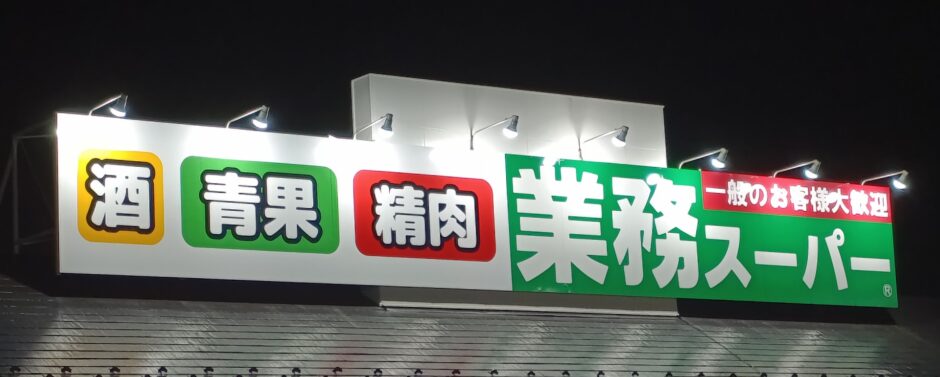 酒
青果
精肉
業務スーパー
一般のお客様大歓迎
®